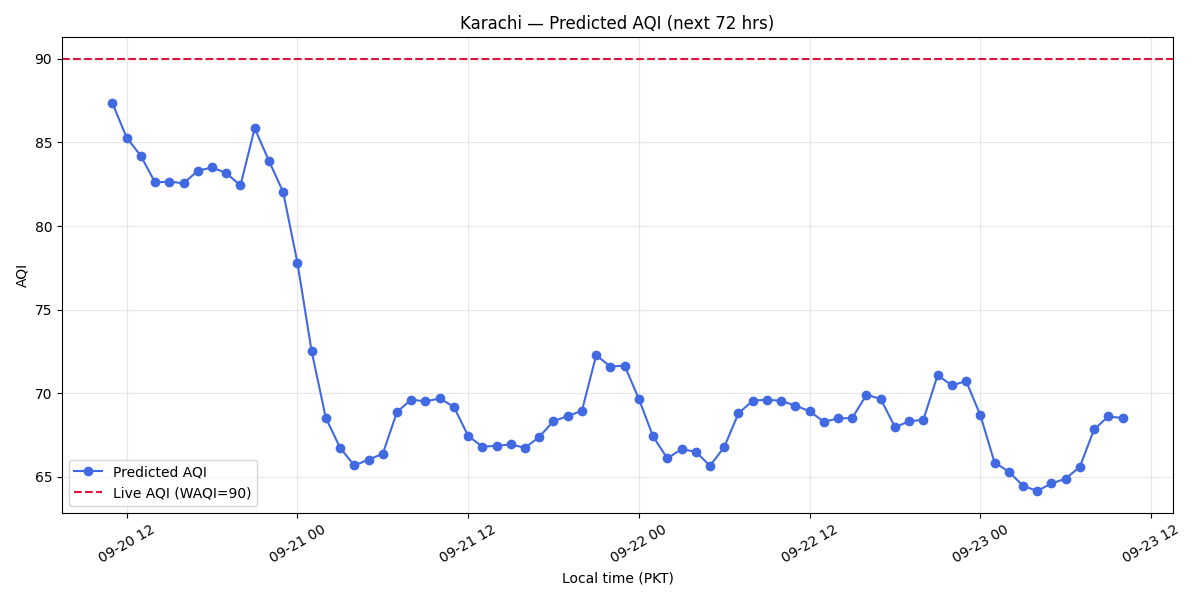 Karachi — Predicted AQI (next 72 hrs)
90
85
80
75
70
65
AQI
Predicted AQI
Live AQI (WAQI=90)
09-20 12
09-21 00
09-21 12
09-22 00
09-22 12
09-23 00
09-23 12
Local time (PKT)